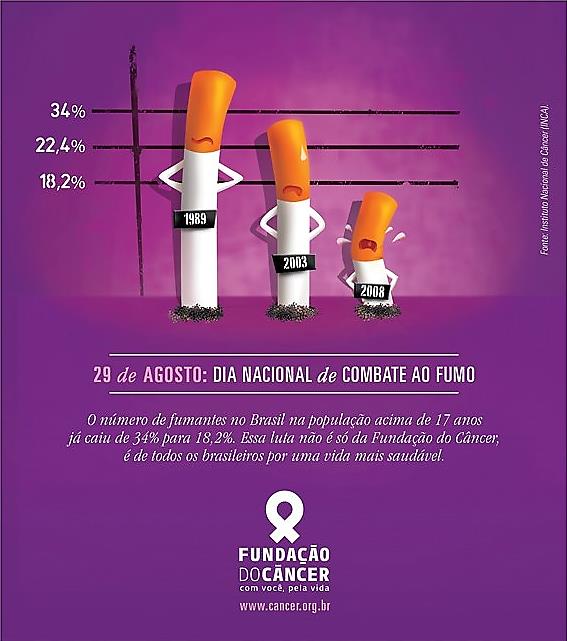 34%
22,4%
18,2%
1989
2003
2008
Fonte: Instituto Nacional de Câncer (INCA).
29 de AGOSTO: DIA NACIONAL de COMBATE AO FUMO
O número de fumantes no Brasil na população acima de 17 anos
já caiu de 34% para 18,2%. Essa luta não é só da Fundação do Câncer,
é de todos os brasileiros por uma vida mais saudável.
FUNDAÇÃO
DO CÂNCER
com você, pela vida
www.cancer.org.br